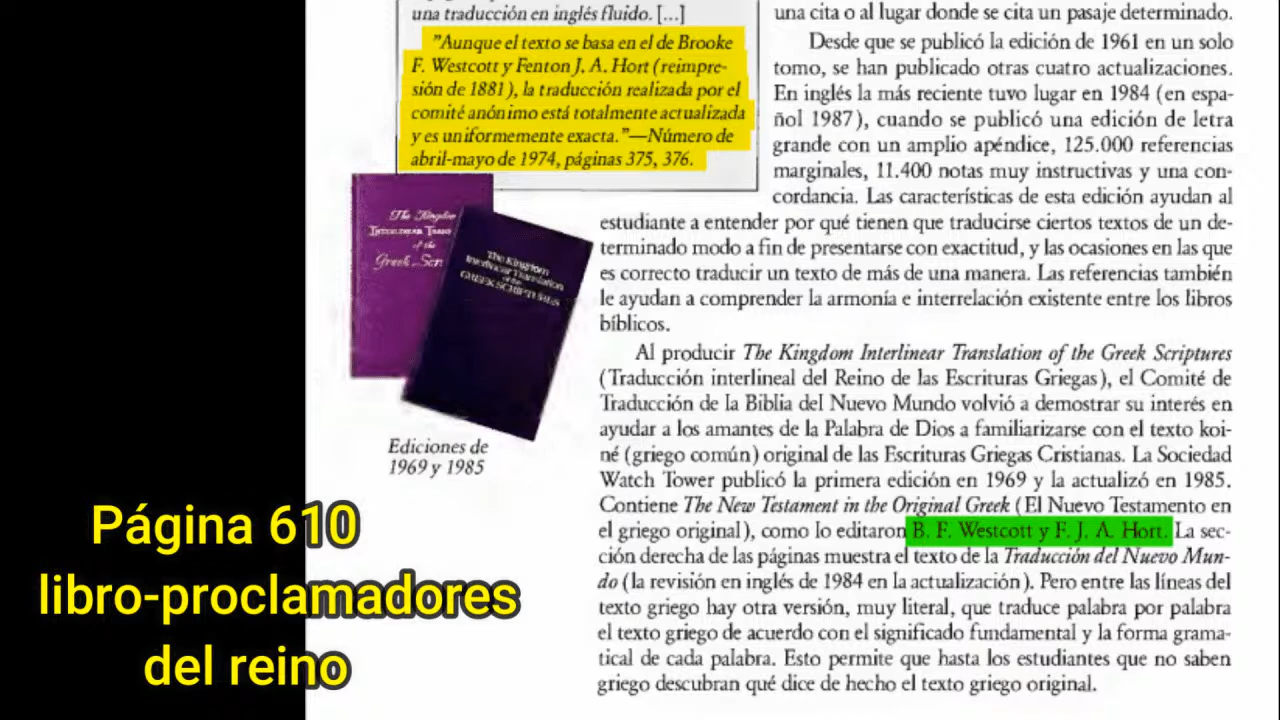 una traducción en inglés fluido. [...]
"Aunque el texto se basa en el de Brooke
F. Westcott y Fenton J. A. Hort (reimpre-
sión de 1881), la traducción realizada por el
comité anónimo está totalmente actualizada
y es uniformemente exacta."—Número de
abril-mayo de 1974, páginas 375, 376.
The Kingdom
Interlinear
of the
Greek
The Kingdom
Interlinear Translation
of the
GREEK SCRIPTURES
Ediciones de
1969 y 1985
una cita o al lugar donde se cita un pasaje determinado.
Desde que se publicó la edición de 1961 en un solo
tomo, se han publicado otras cuatro actualizaciones.
En inglés la más reciente tuvo lugar en 1984 (en espa-
ñol 1987), cuando se publicó una edición de letra
grande con un amplio apéndice, 125.000 referencias
marginales, 11.400 notas muy instructivas y una con-
cordancia. Las características de esta edición ayudan al
estudiante a entender por qué tienen que traducirse ciertos textos de un de-
terminado modo a fin de presentarse con exactitud, y las ocasiones en las que
es correcto traducir un texto de más de una manera. Las referencias también
le ayudan a comprender la armonía e interrelación existente entre los libros
bíblicos.
Al producir The Kingdom Interlinear Translation of the Greek Scriptures
(Traducción interlineal del Reino de las Escrituras Griegas), el Comité de
Traducción de la Biblia del Nuevo Mundo volvió a demostrar su interés en
ayudar a los amantes de la Palabra de Dios a familiarizarse con el texto koi-
né (griego común) original de las Escrituras Griegas Cristianas. La Sociedad
Watch Tower publicó la primera edición en 1969 y la actualizó en 1985.
Contiene The New Testament in the Original Greek (El Nuevo Testamento en
el griego original), como lo editaron B. F. Westcott y F. J. A. Hort. La sec-
ción derecha de las páginas muestra el texto de la Traducción del Nuevo Mun-
do (la revisión en inglés de 1984 en la actualización). Pero entre las líneas del
texto griego hay otra versión, muy literal, que traduce palabra por palabra
el texto griego de acuerdo con el significado fundamental y la forma grama-
tical de cada palabra. Esto permite que hasta los estudiantes que no saben
griego descubran qué dice de hecho el texto griego original.
Página 610
libro-proclamadores
del reino